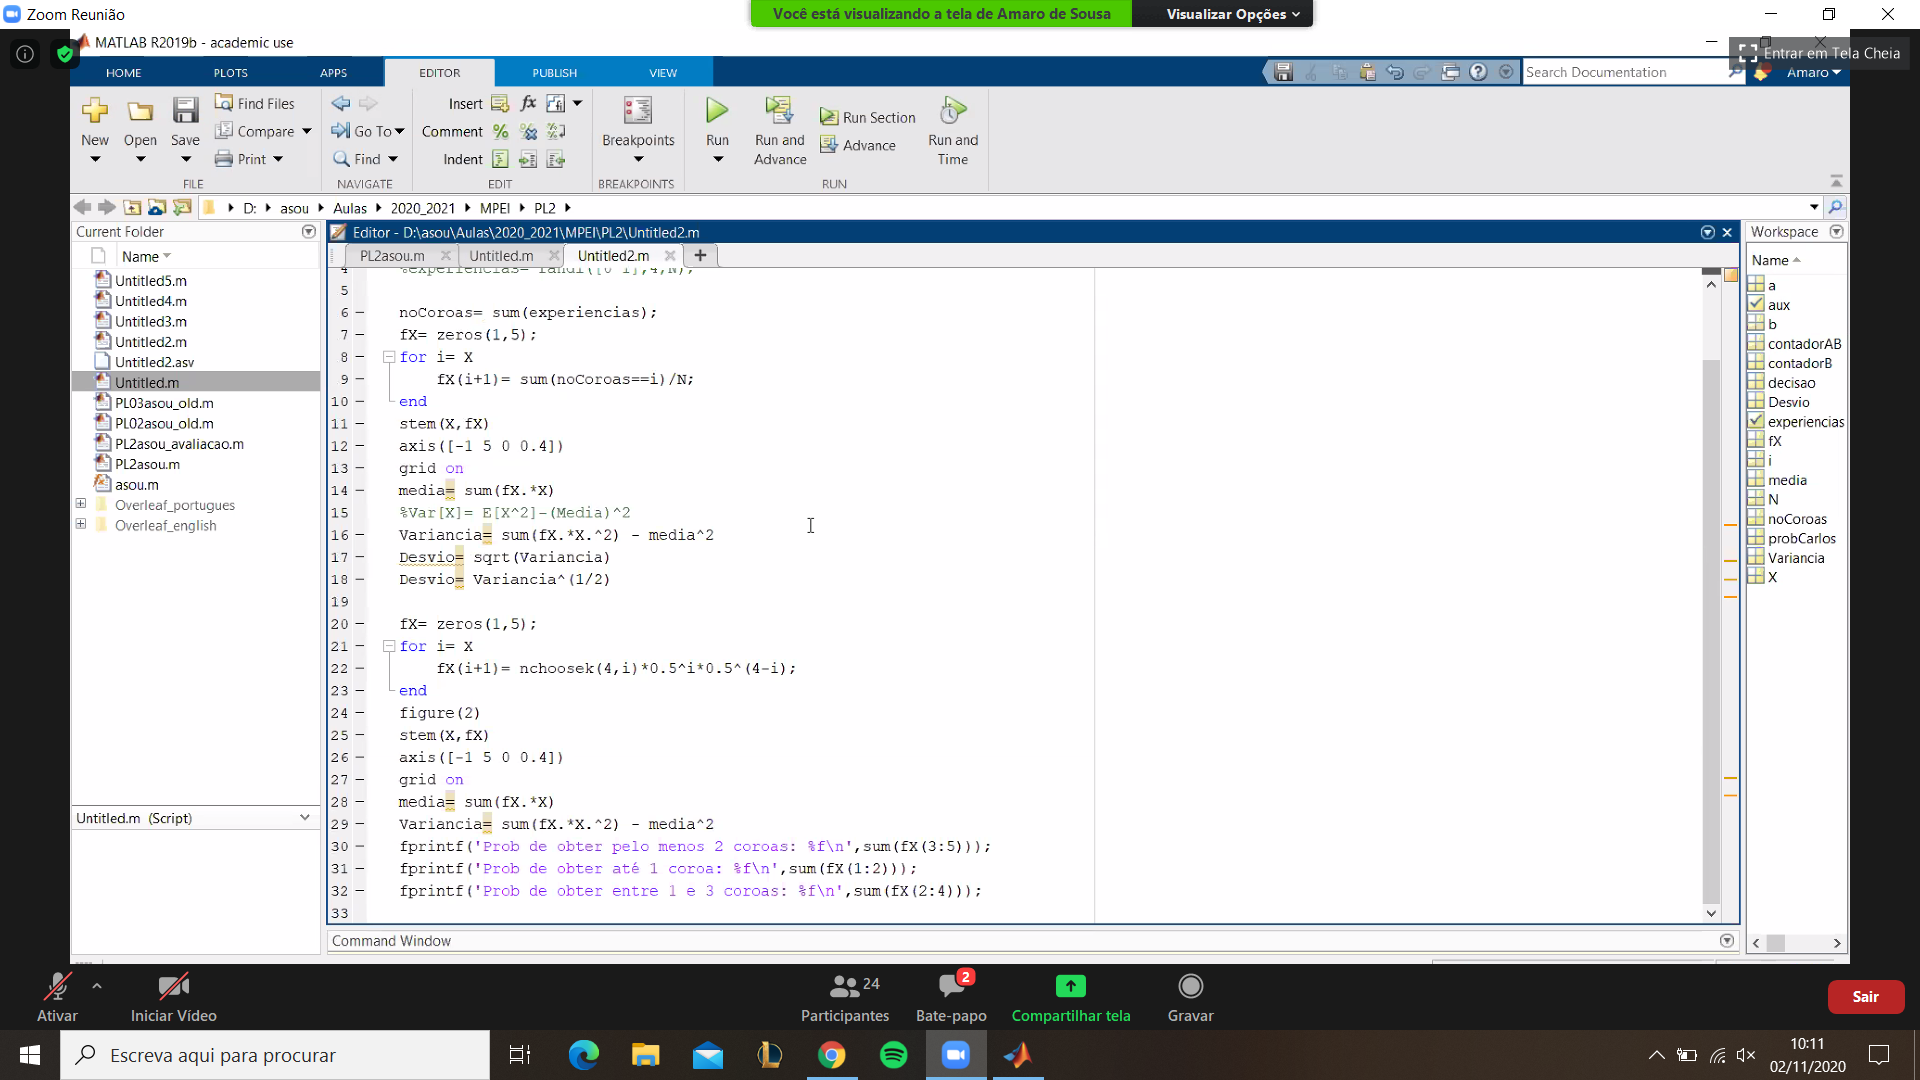 Zoom Reunião
Você está visualizando a tela de Amaro de Sousa
Visualizar Opções
MATLAB R2019b - academic use
Entrar em Tela Cheia
HOME
PLOTS
APPS
EDITOR
PUBLISH
VIEW
Search Documentation
Amaro
New
Open
Save
Find Files
Compare
Print
Go To
Find
Insert
Comment
Indent
Breakpoints
Run
Run and Advance
Run Section
Advance
Run and Time
FILE
NAVIGATE
EDIT
BREAKPOINTS
RUN
D: asou Aulas 2020_2021 MPEI PL2
Current Folder
Name
Untitled5.m
Untitled4.m
Untitled3.m
Untitled2.m
Untitled2.asv
Untitled.m
PL03asou_old.m
PL02asou_old.m
PL2asou_avaliacao.m
PL2asou.m
asou.m
Overleaf_portugues
Overleaf_english
Untitled.m (Script)
Editor - D:\asou\Aulas\2020_2021\MPEI\PL2\Untitled2.m
PL2asou.m
Untitled.m
Untitled2.m
4 %experiencias= randi([0 1],4,N);
5
6 noCoroas= sum(experiencias);
7 fX= zeros(1,5);
8 for i= X
9 fX(i+1)= sum(noCoroas==i)/N;
10 end
11 stem(X,fX)
12 axis([-1 5 0 0.4])
13 grid on
14 media= sum(fX.*X)
15 %Var[X]= E[X^2]-(Media)^2
16 Variancia= sum(fX.*X.^2) - media^2
17 Desvio= sqrt(Variancia)
18 Desvio= Variancia^(1/2)
19
20 fX= zeros(1,5);
21 for i= X
22 fX(i+1)= nchoosek(4,i)*0.5^i*0.5^(4-i);
23 end
24 figure(2)
25 stem(X,fX)
26 axis([-1 5 0 0.4])
27 grid on
28 media= sum(fX.*X)
29 Variancia= sum(fX.*X.^2) - media^2
30 fprintf('Prob de obter pelo menos 2 coroas: %f\n',sum(fX(3:5)));
31 fprintf('Prob de obter até 1 coroa: %f\n',sum(fX(1:2)));
32 fprintf('Prob de obter entre 1 e 3 coroas: %f\n',sum(fX(2:4)));
33
Command Window
Workspace
Name
a
aux
b
contadorAB
contadorB
decisao
Desvio
experiencias
fX
i
media
N
noCoroas
probCarlos
Variancia
X
Ativar
Iniciar Vídeo
24
Participantes
2
Bate-papo
Compartilhar tela
Gravar
Sair
Escreva aqui para procurar
10:11
02/11/2020